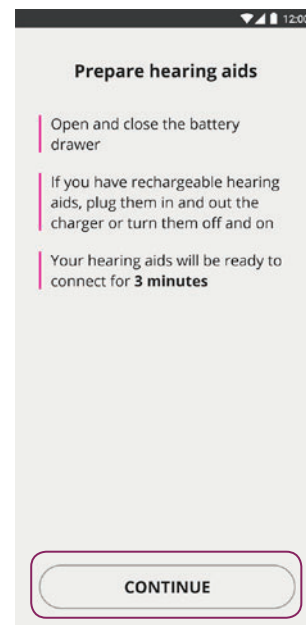 12:00
Prepare hearing aids
Open and close the battery
drawer
If you have rechargeable hearing
aids, plug them in and out the
charger or turn them off and on
Your hearing aids will be ready to
connect for 3 minutes
CONTINUE